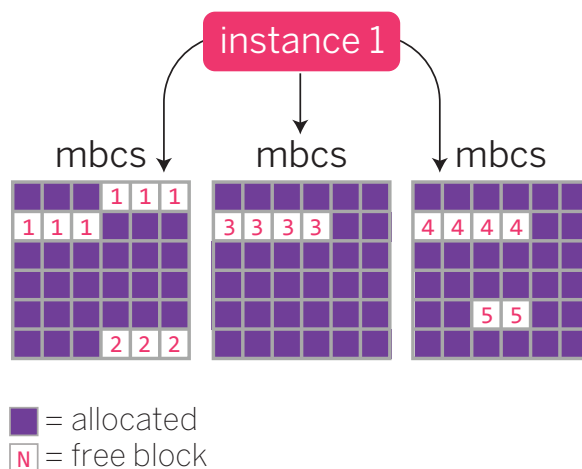 instance 1
mbcs mbcs mbcs
1 1 1
1 1 1 3 3 3 3 4 4 4 4
5 5
2 2 2
= allocated
N = free block